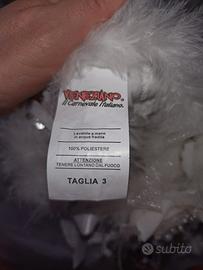 VENEZIANO
Il Carnevale Italiano.
Lavabile a mano
in acqua fredda
100% POLIESTERE
ATTENZIONE
TENERE LONTANO DAL FUOCO
TAGLIA 3
subito